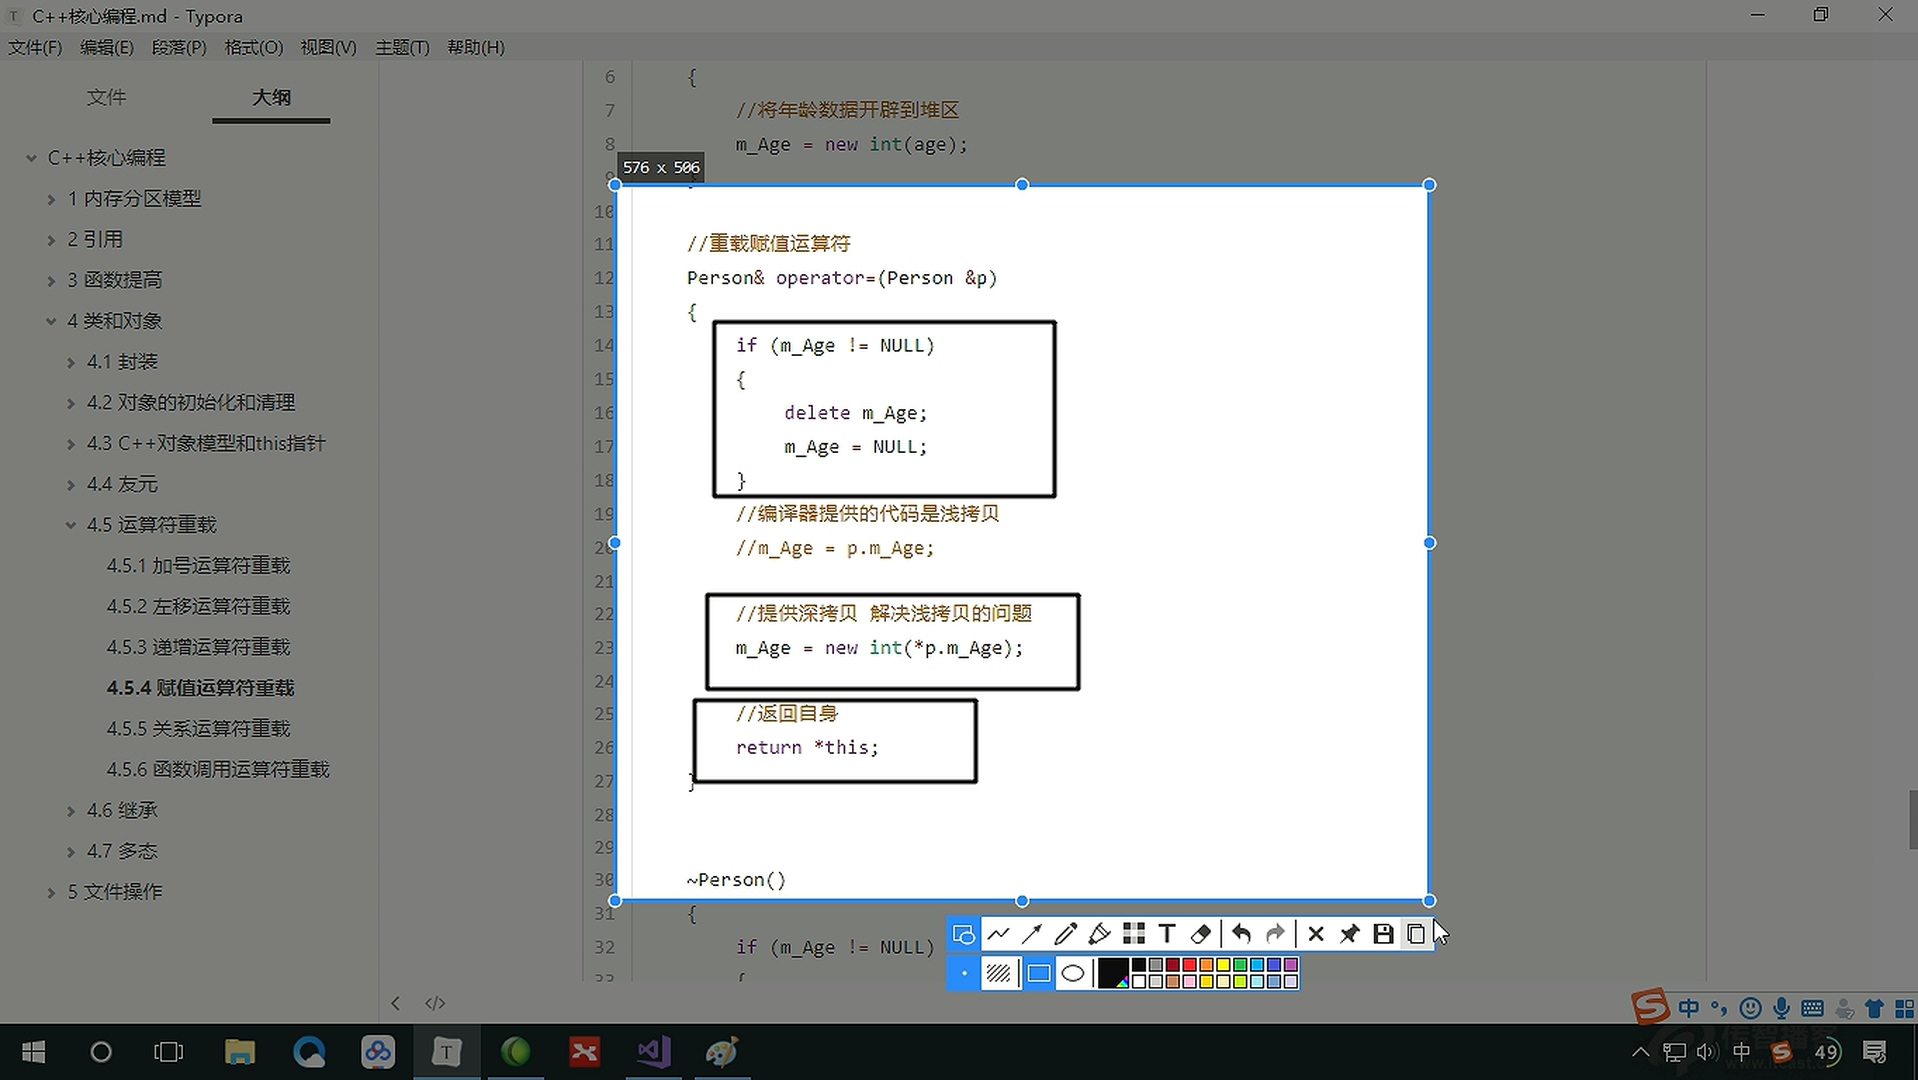 C++核心编程.md - Typora
文件(F) 编辑(E) 段落(P) 格式(O) 视图(V) 主题(T) 帮助(H)
文件 大纲
C++核心编程
1 内存分区模型
2 引用
3 函数提高
4 类和对象
4.1 封装
4.2 对象的初始化和清理
4.3 C++对象模型和this指针
4.4 友元
4.5 运算符重载
4.5.1 加号运算符重载
4.5.2 左移运算符重载
4.5.3 递增运算符重载
4.5.4 赋值运算符重载
4.5.5 关系运算符重载
4.5.6 函数调用运算符重载
4.6 继承
4.7 多态
5 文件操作
6 {
7 //将年龄数据开辟到堆区
8 m_Age = new int(age);
576 x 506
9
10
11 //重载赋值运算符
12 Person& operator=(Person &p)
13 {
14 if (m_Age != NULL)
15 {
16 delete m_Age;
17 m_Age = NULL;
18 }
19 //编译器提供的代码是浅拷贝
20 //m_Age = p.m_Age;
21
22 //提供深拷贝 解决浅拷贝的问题
23 m_Age = new int(*p.m_Age);
24
25 //返回自身
26 return *this;
27 }
28
29
30 ~Person()
31 {
32 if (m_Age != NULL)
33 {
中
中
49